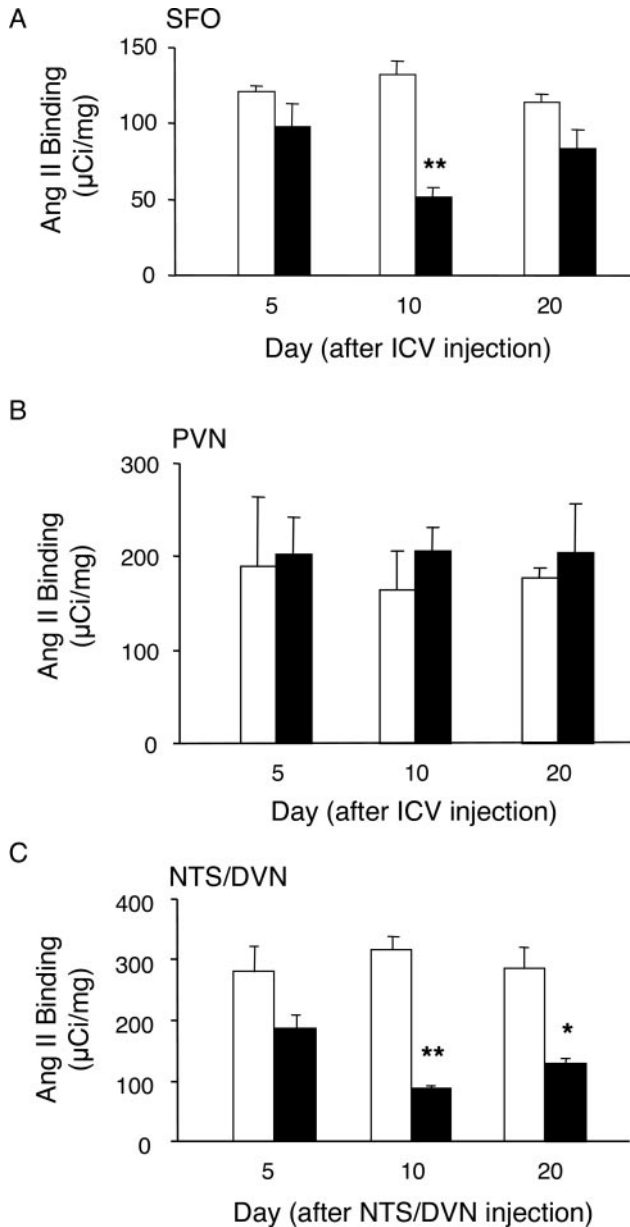 A
SFO
150
100
50
0
Ang II Binding
(µCi/mg)
**
5 10 20
Day (after ICV injection)
B
PVN
300
200
100
0
Ang II Binding
(µCi/mg)
5 10 20
Day (after ICV injection)
C
NTS/DVN
400
300
200
100
0
Ang II Binding
(µCi/mg)
**
*
5 10 20
Day (after NTS/DVN injection)